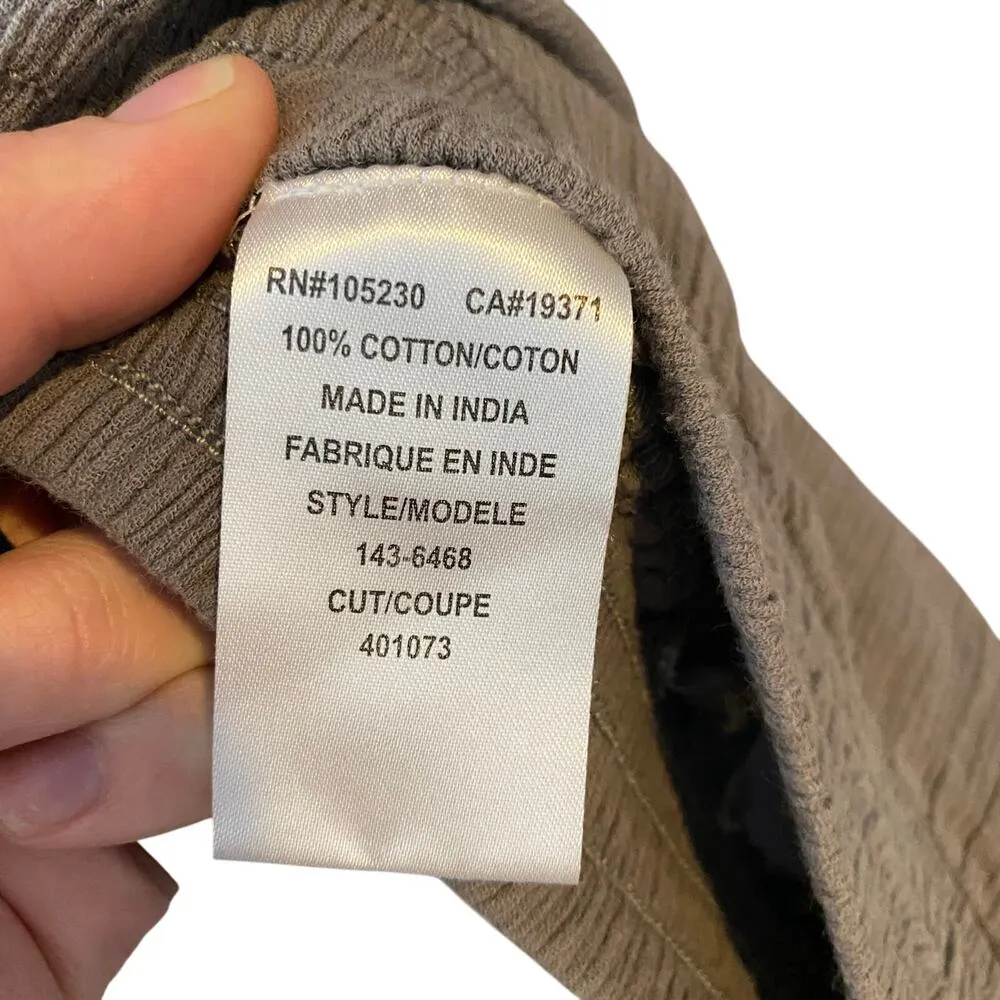 RN#105230 CA#19371
100% COTTON/COTON
MADE IN INDIA
FABRIQUE EN INDE
STYLE/MODELE
143-6468
CUT/COUPE
401073